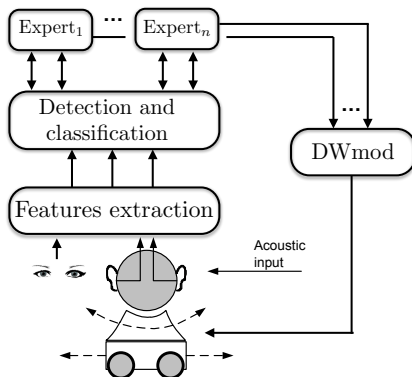 Expert₁ ... Expertₙ
Detection and
classification
...
DWmod
Features extraction
Acoustic
input